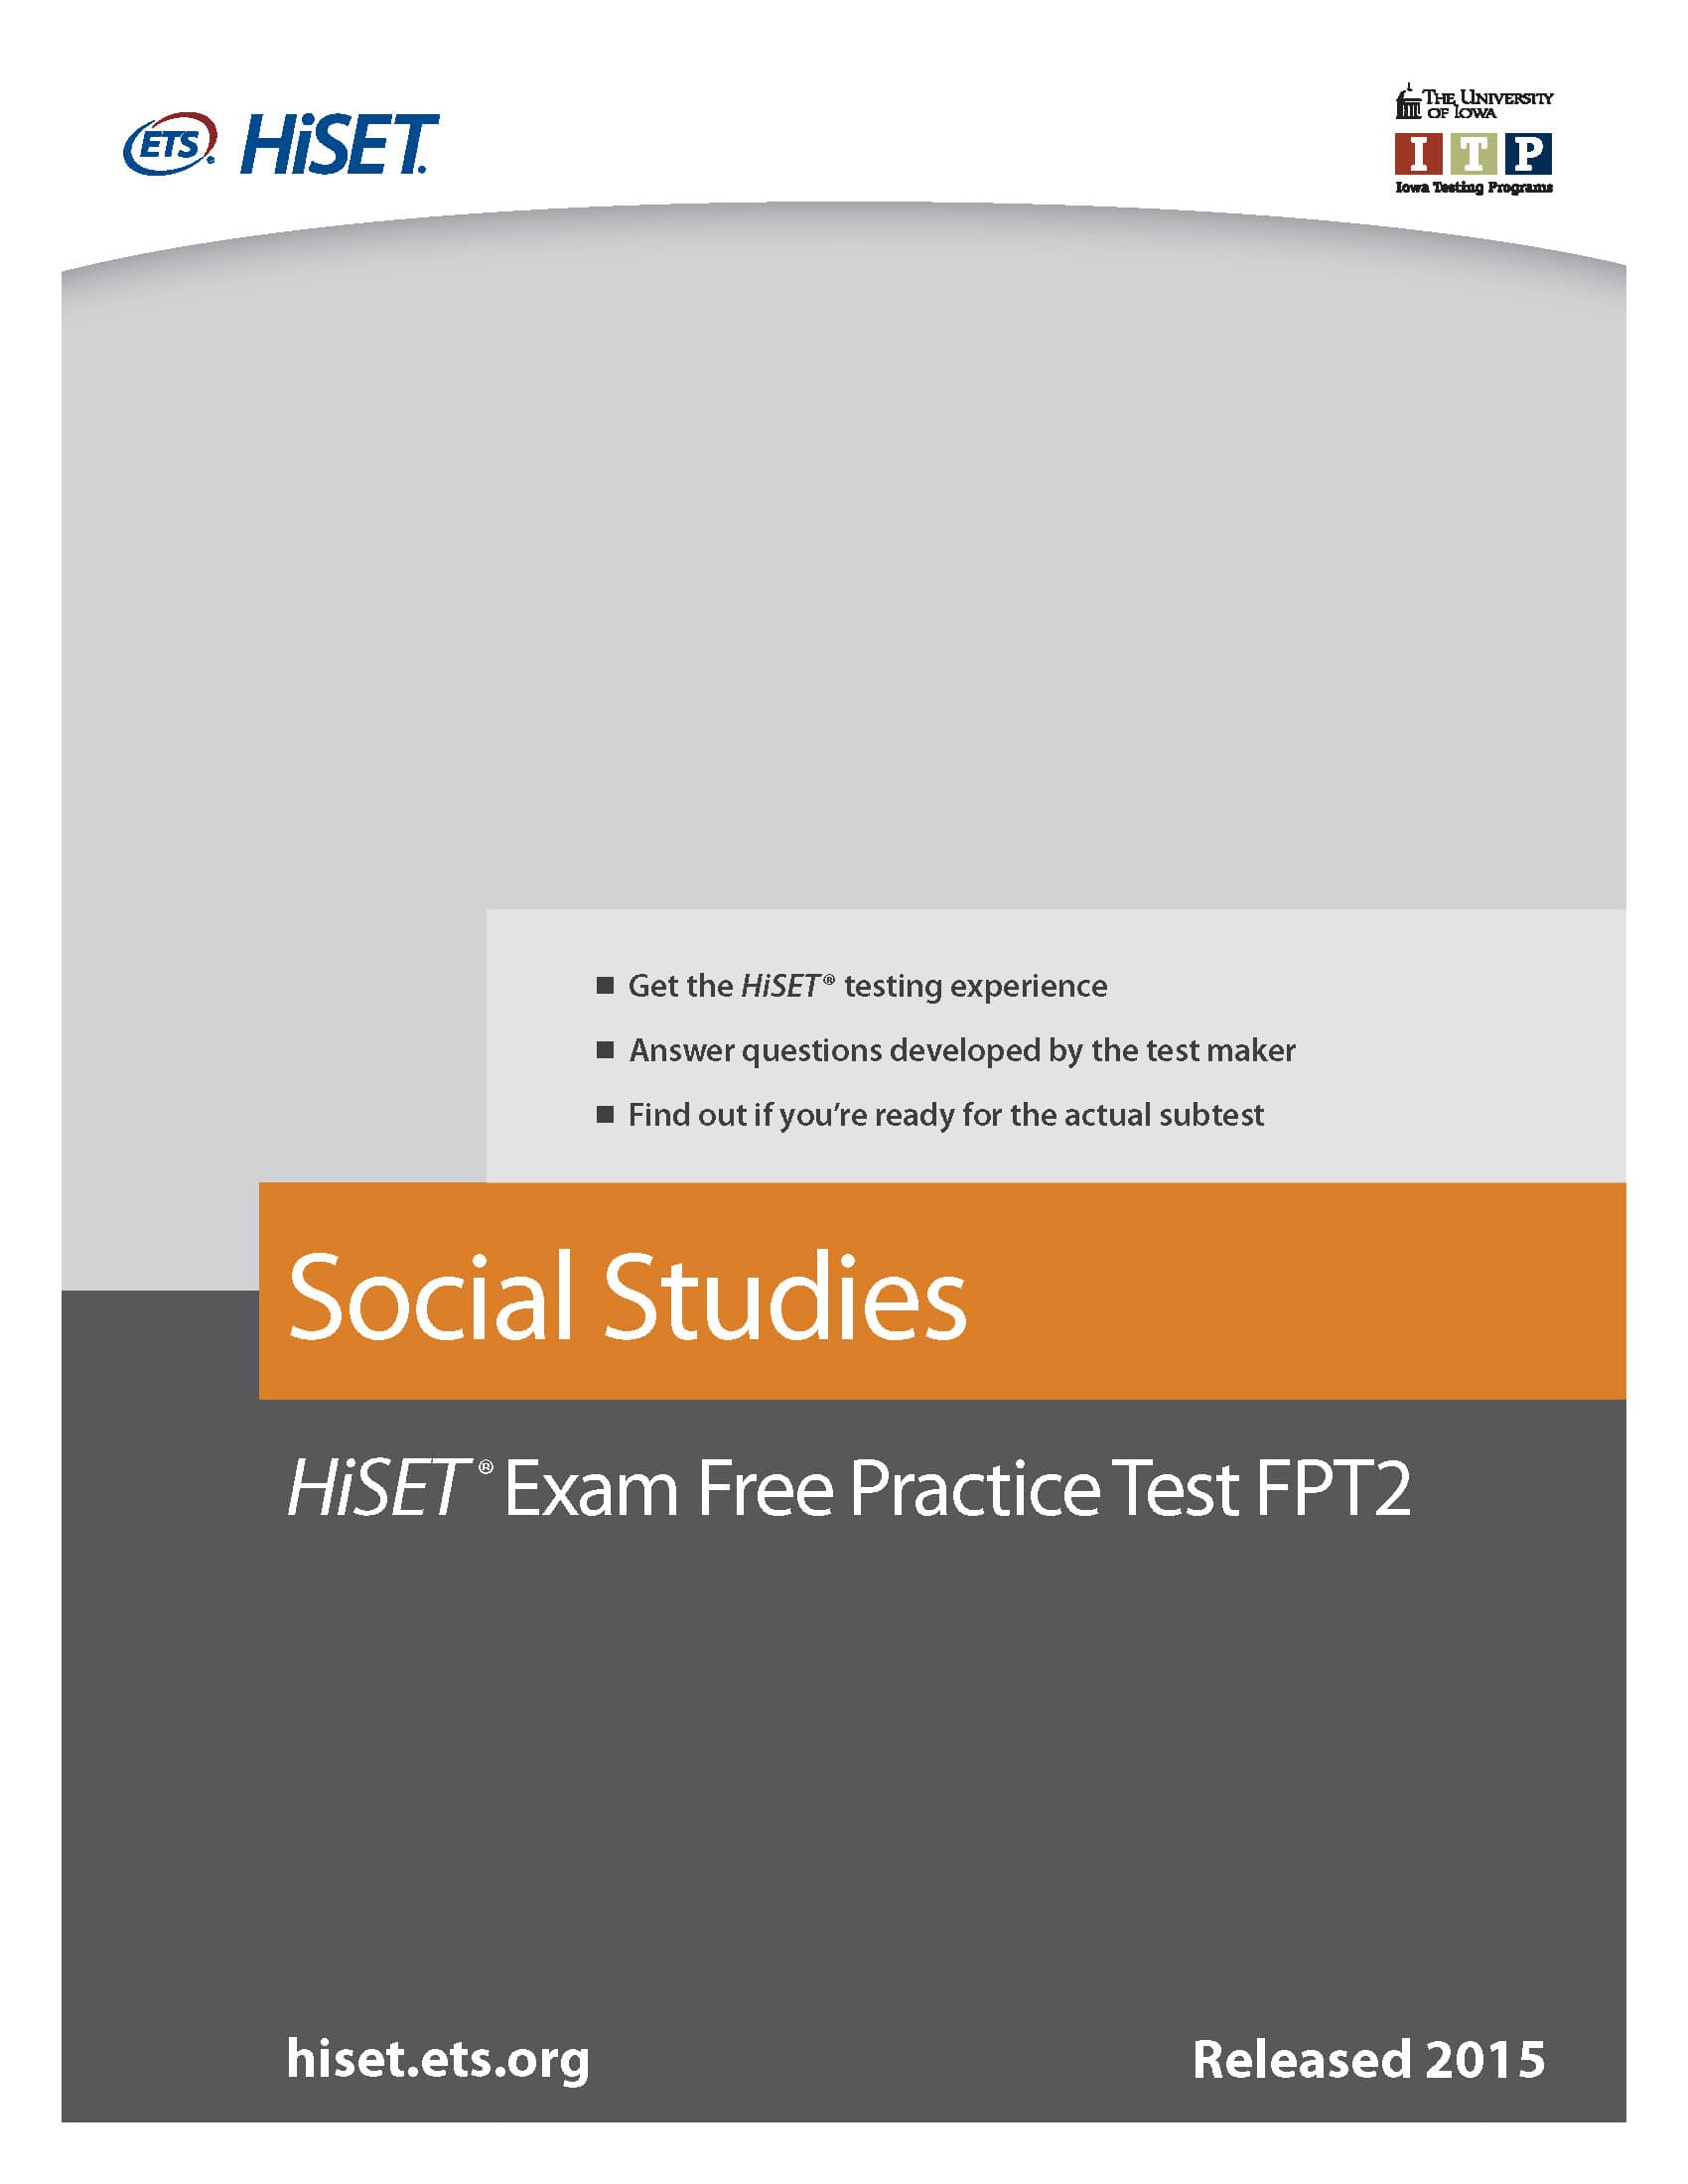 ETS® HiSET®
THE UNIVERSITY
OF IOWA
I T P
Iowa Testing Programs
■ Get the HiSET® testing experience
■ Answer questions developed by the test maker
■ Find out if you’re ready for the actual subtest
Social Studies
HiSET® Exam Free Practice Test FPT2
hiset.ets.org
Released 2015